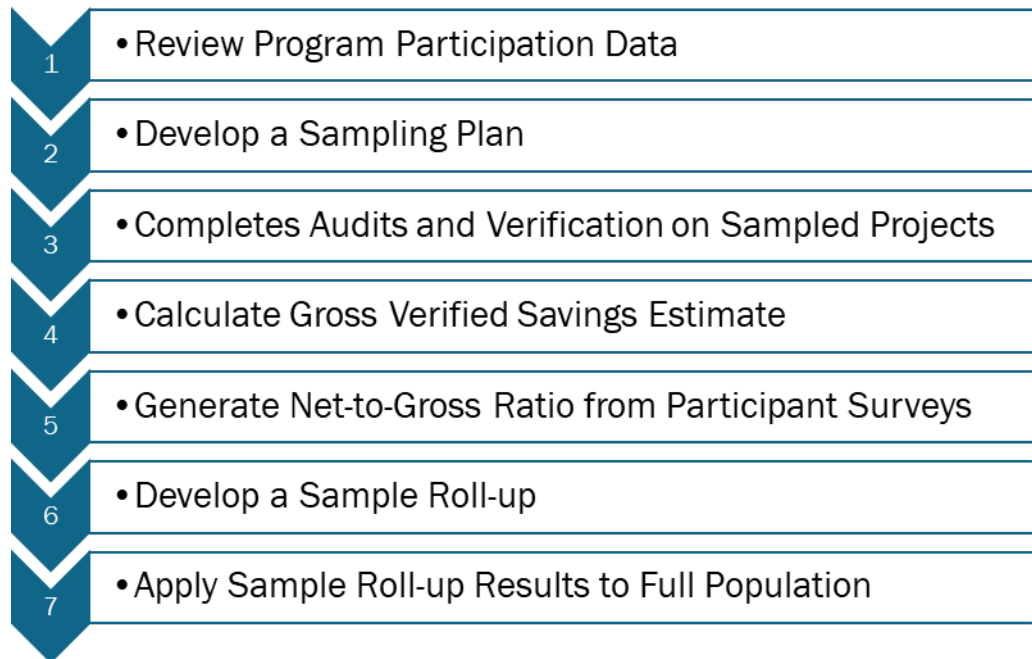 1 • Review Program Participation Data
2 • Develop a Sampling Plan
3 • Completes Audits and Verification on Sampled Projects
4 • Calculate Gross Verified Savings Estimate
5 • Generate Net-to-Gross Ratio from Participant Surveys
6 • Develop a Sample Roll-up
7 • Apply Sample Roll-up Results to Full Population